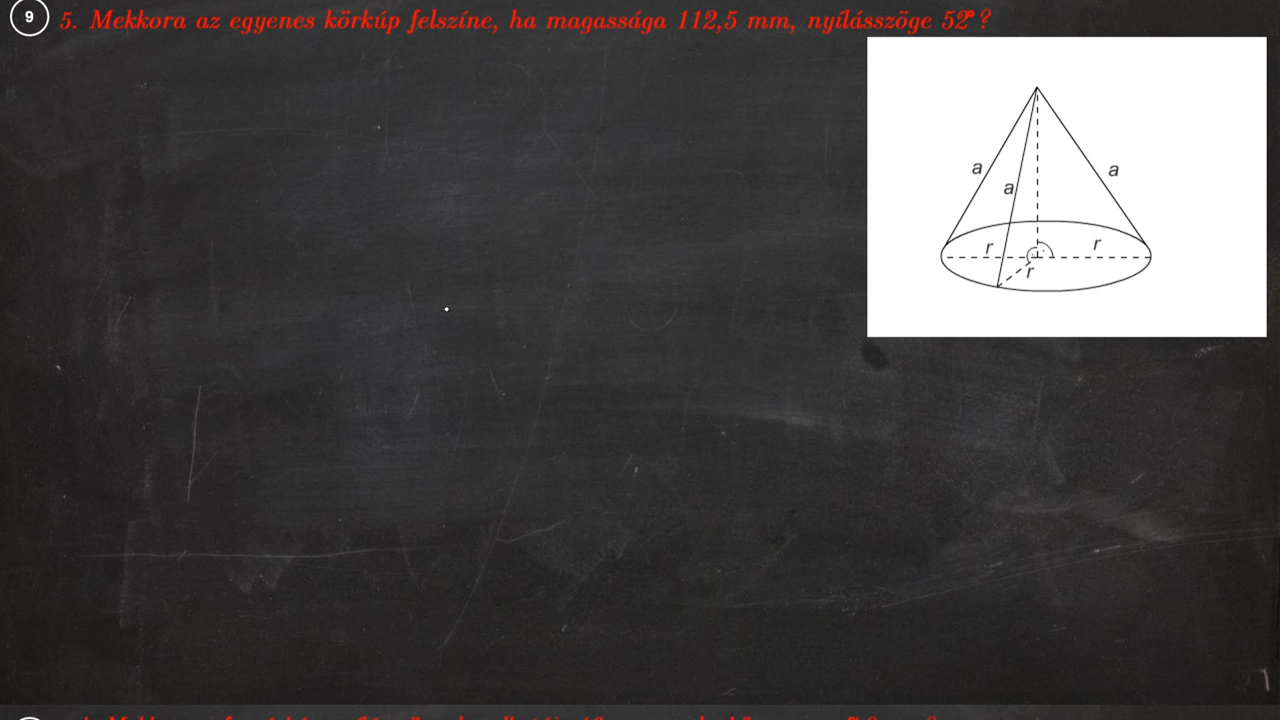 9
5. Mekkora az egyenes körkúp felszíne, ha magassága 112,5 mm, nyílásszöge 52°?
a
a
a
r
r
r